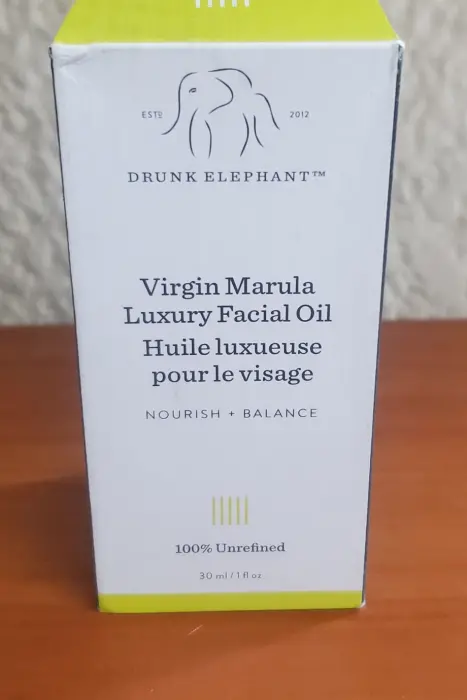 ESTD 2012
DRUNK ELEPHANT™
Virgin Marula
Luxury Facial Oil
Huile luxueuse
pour le visage
NOURISH + BALANCE
100% Unrefined
30 ml / 1 fl oz